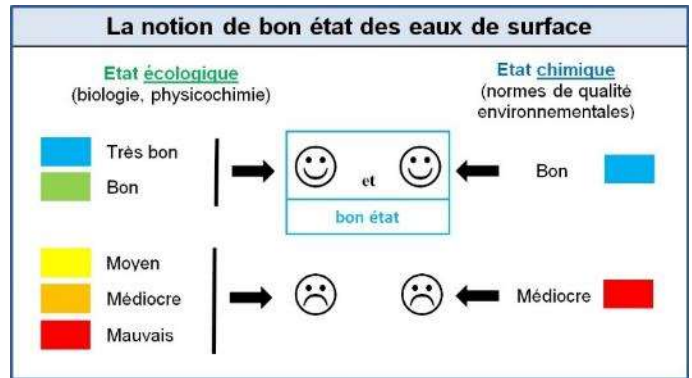 La notion de bon état des eaux de surface
Etat écologique
(biologie, physicochimie)
Etat chimique
(normes de qualité
environnementales)
Très bon
Bon
et
bon état
Bon
Moyen
Médiocre
Mauvais
Médiocre